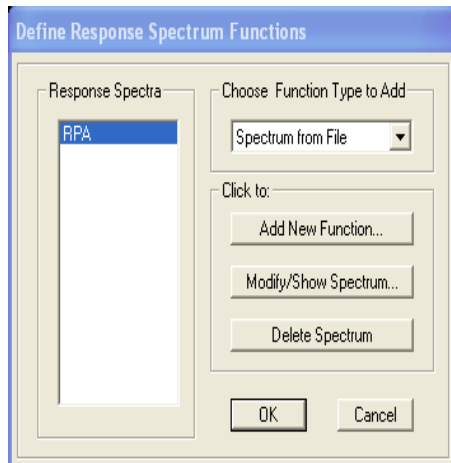 Define Response Spectrum Functions
Response Spectra
RPA
Choose Function Type to Add
Spectrum from File
Click to:
Add New Function...
Modify/Show Spectrum...
Delete Spectrum
OK
Cancel